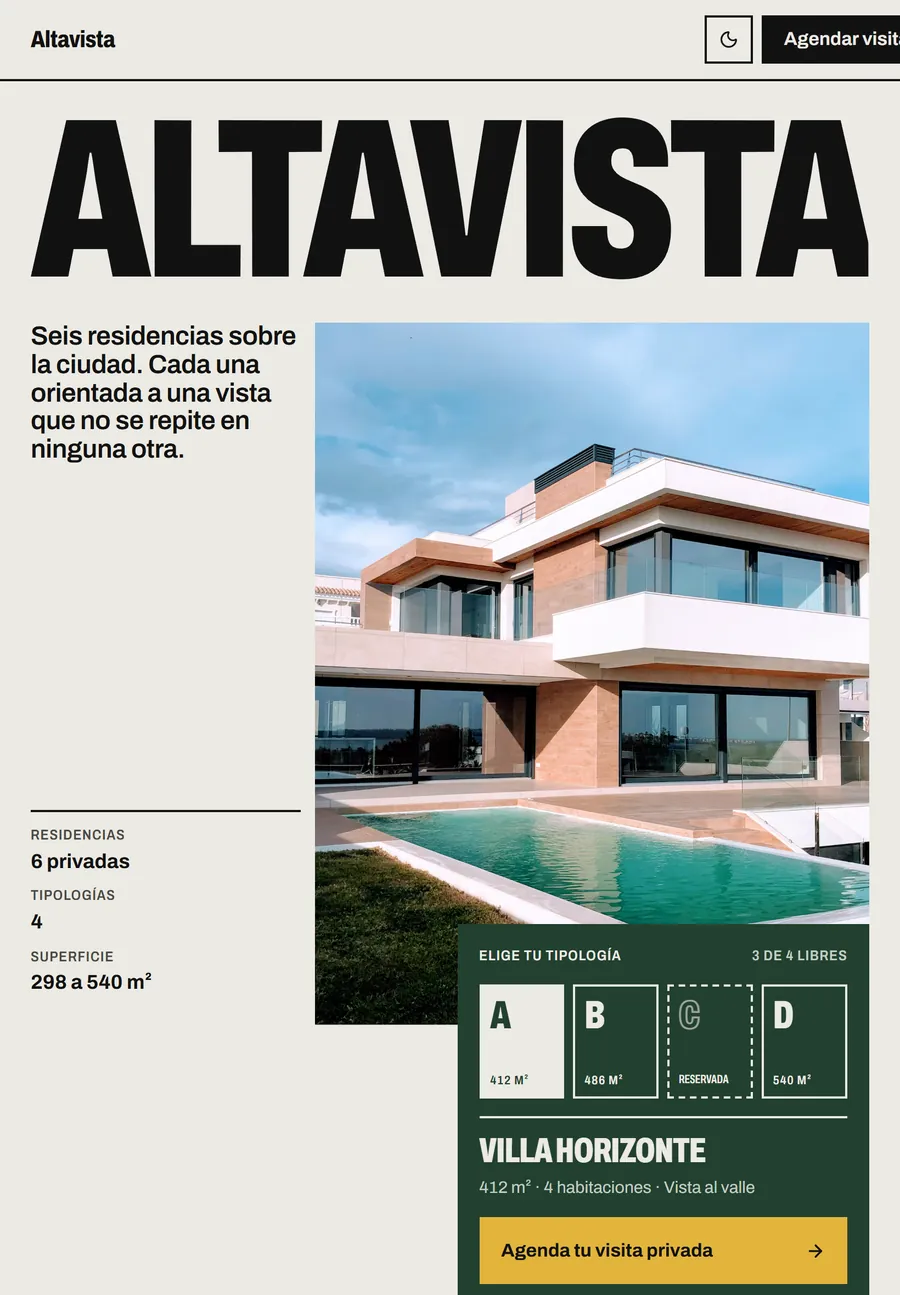 Altavista
Agendar visit
ALTAVISTA
Seis residencias sobre
la ciudad. Cada una
orientada a una vista
que no se repite en
ninguna otra.
RESIDENCIAS
6 privadas
TIPOLOGÍAS
4
SUPERFICIE
298 a 540 m²
ELIGE TU TIPOLOGÍA
3 DE 4 LIBRES
A
412 M²
B
486 M²
C
RESERVADA
D
540 M²
VILLA HORIZONTE
412 m² · 4 habitaciones · Vista al valle
Agenda tu visita privada